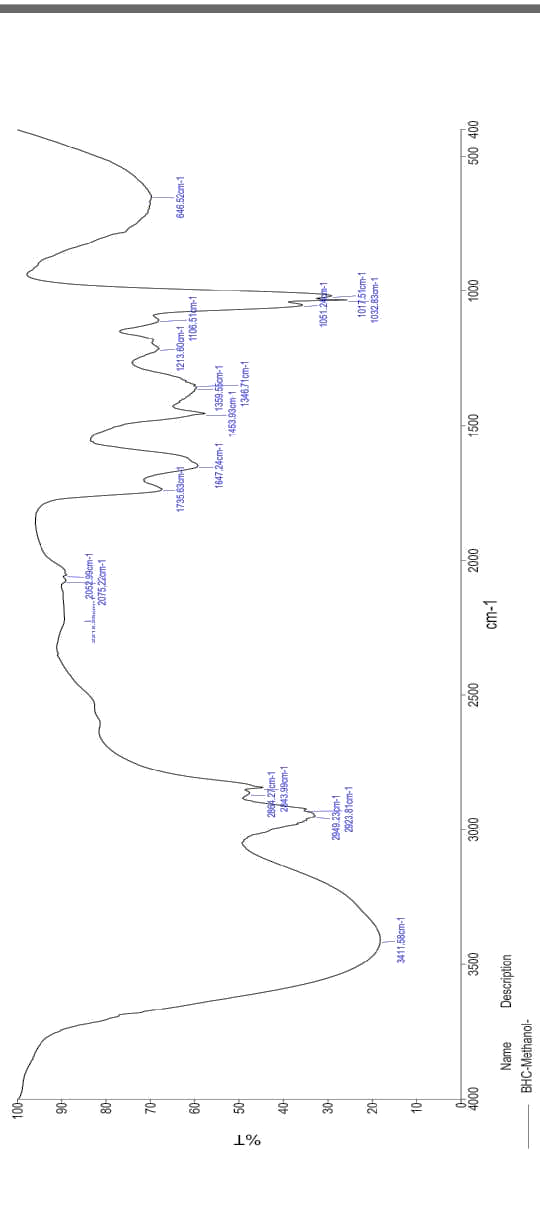 100
90
80
70
60
50
40
30
20
10
0
%T
4000
3500
3000
2500
2000
1500
1000
500
400
cm-1
3411.58cm-1
2949.23cm-1
2923.81cm-1
2864.27cm-1
2843.99cm-1
2075.22cm-1
2052.99cm-1
1735.63cm-1
1647.24cm-1
1453.93cm-1
1359.55cm-1
1346.71cm-1
1213.60cm-1
1106.51cm-1
1051.24cm-1
1032.83cm-1
1017.51cm-1
646.52cm-1
Name Description
BHC-Methanol-